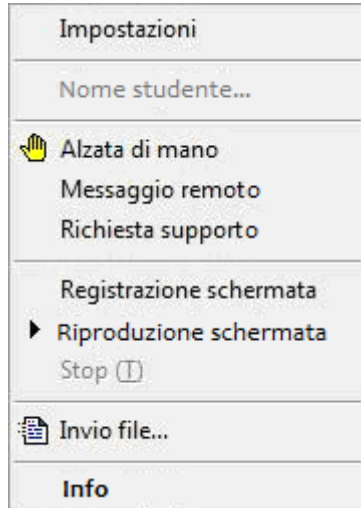 Impostazioni
Nome studente...
Alzata di mano
Messaggio remoto
Richiesta supporto
Registrazione schermata
Riproduzione schermata
Stop (T)
Invio file...
Info